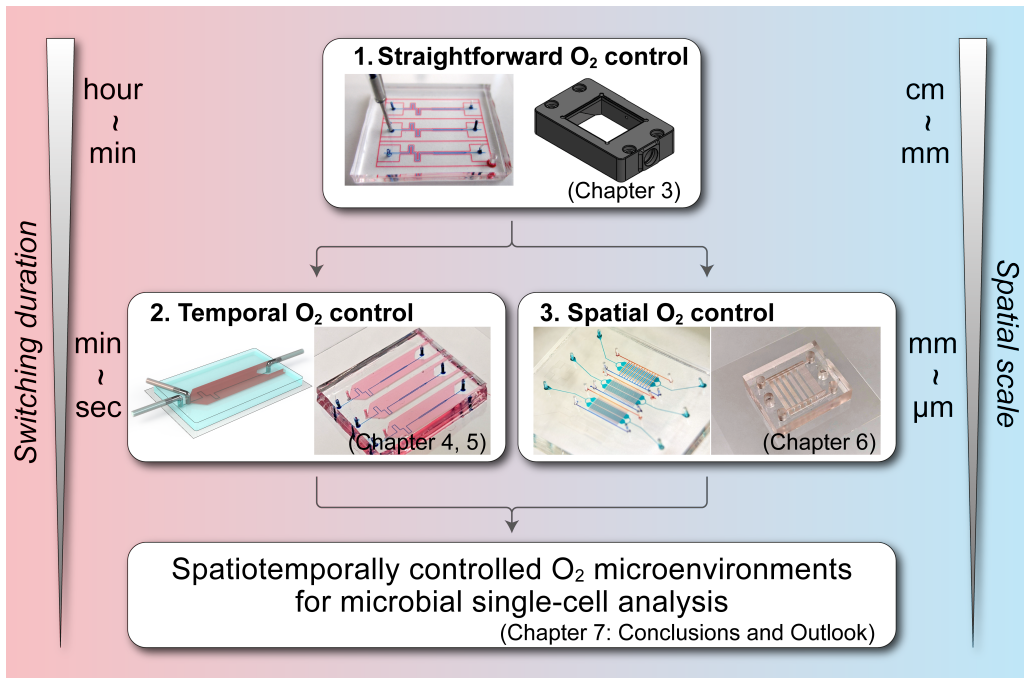 1. Straightforward O₂ control
(Chapter 3)
hour
~
min
cm
~
mm
Switching duration
Spatial scale
2. Temporal O₂ control
(Chapter 4, 5)
3. Spatial O₂ control
(Chapter 6)
min
~
sec
mm
~
µm
Spatiotemporally controlled O₂ microenvironments
for microbial single-cell analysis
(Chapter 7: Conclusions and Outlook)